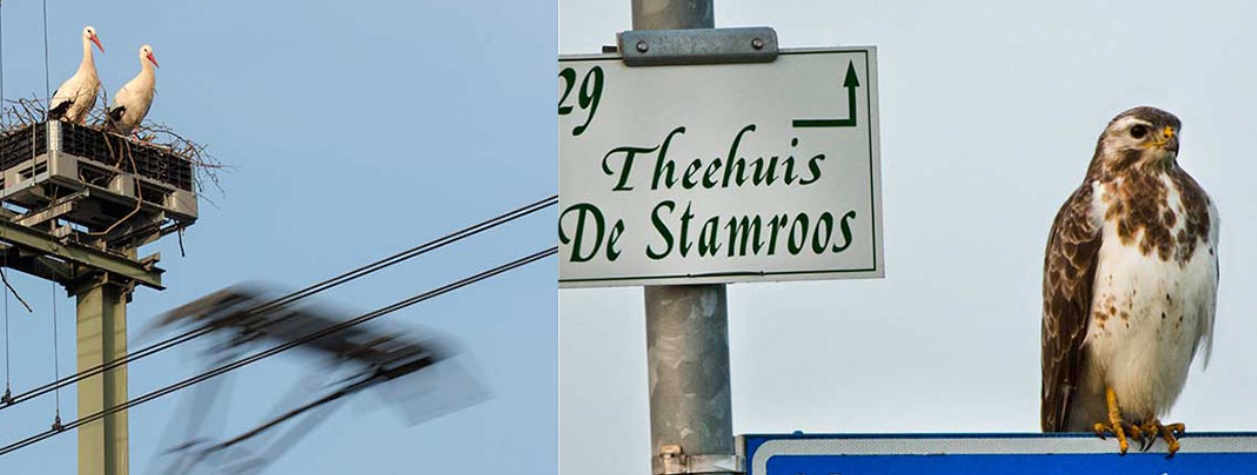 29
Theehuis
De Stamroos